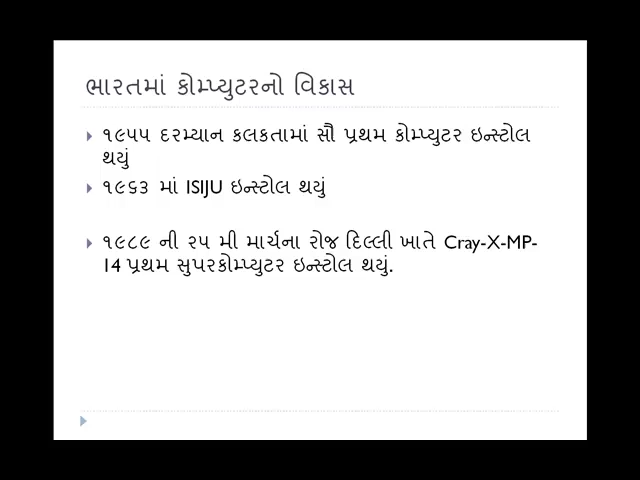 ભારતમાં કોમ્પ્યુટરનો વિકાસ
૧૯૫૫ દરમ્યાન કલકતામાં સૌ પ્રથમ કોમ્પ્યુટર ઇન્સ્ટોલ
થયું
૧૯૬૩ માં ISIJU ઇન્સ્ટોલ થયું
૧૯૮૯ ની ૨૫ મી માર્ચના રોજ દિલ્લી ખાતે Cray-X-MP-
14 પ્રથમ સુપરકોમ્પ્યુટર ઇન્સ્ટોલ થયું.